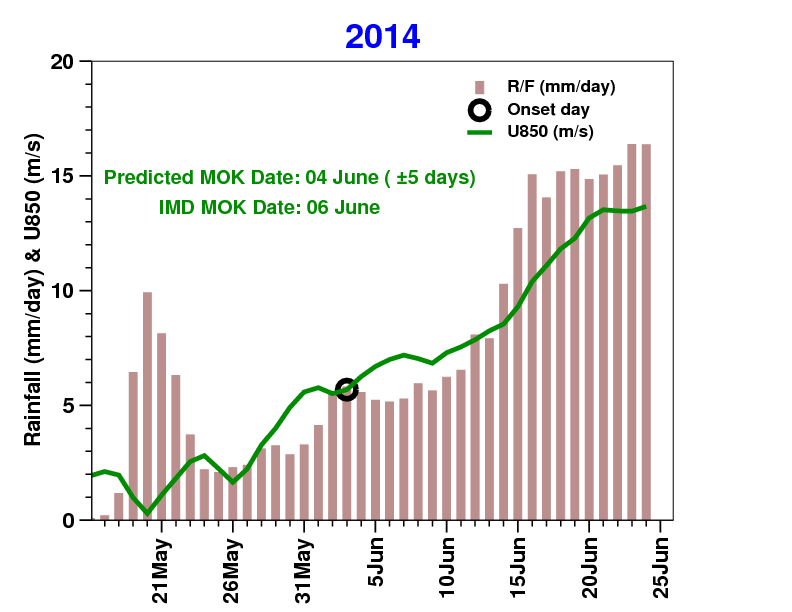 2014
20
15
10
5
0
Rainfall (mm/day) & U850 (m/s)
R/F (mm/day)
Onset day
U850 (m/s)
Predicted MOK Date: 04 June ( ±5 days)
IMD MOK Date: 06 June
21May
26May
31May
5Jun
10Jun
15Jun
20Jun
25Jun